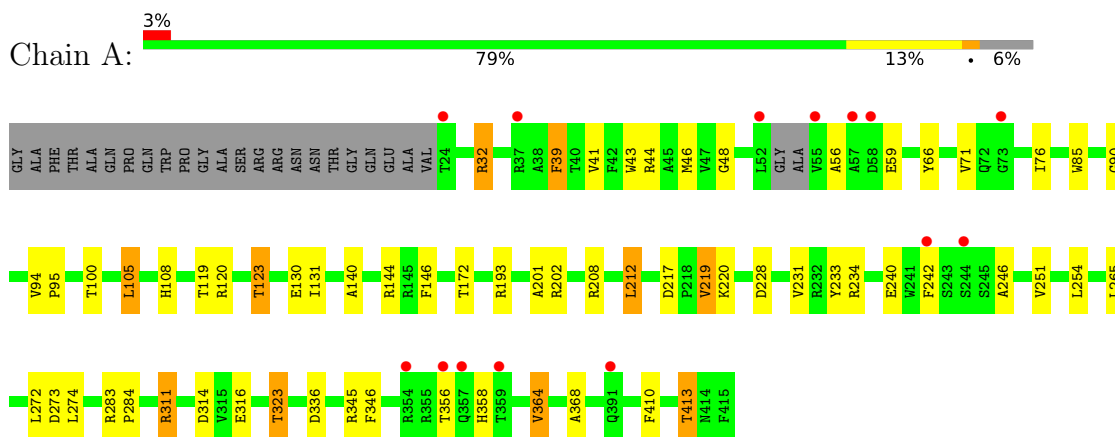 3%
Chain A:
79% 13% • 6%
GLY ALA PHE THR ALA GLN PRO GLN TRP PRO GLY ALA SER ARG ARG ASN ASN THR GLY GLN GLU ALA VAL T24 R32 R37 A38 F39 T40 V41 F42 W43 R44 A45 M46 V47 G48 L52 GLY ALA V55 A56 A57 D58 E59 Y66 V71 Q72 G73 I76 W85
V94 P95 T100 L105 H108 T119 R120 T123 E130 I131 A140 R144 R145 F146 T172 R193 A201 R202 R208 L212 D217 P218 V219 K220 D228 V231 R232 Y233 R234 E240 W241 F242 S243 S244 S245 A246 V251 L254 L265
L272 D273 L274 R283 P284 R311 D314 V315 E316 T323 D336 R345 F346 R354 R355 T356 Q357 H358 T359 V364 A368 Q391 F410 T413 N414 F415